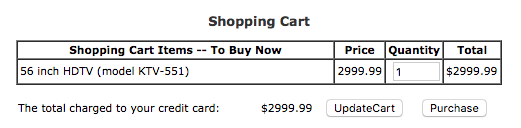 Shopping Cart
Shopping Cart Items -- To Buy Now Price Quantity Total
56 inch HDTV (model KTV-551) 2999.99 1 $2999.99
The total charged to your credit card: $2999.99 UpdateCart Purchase